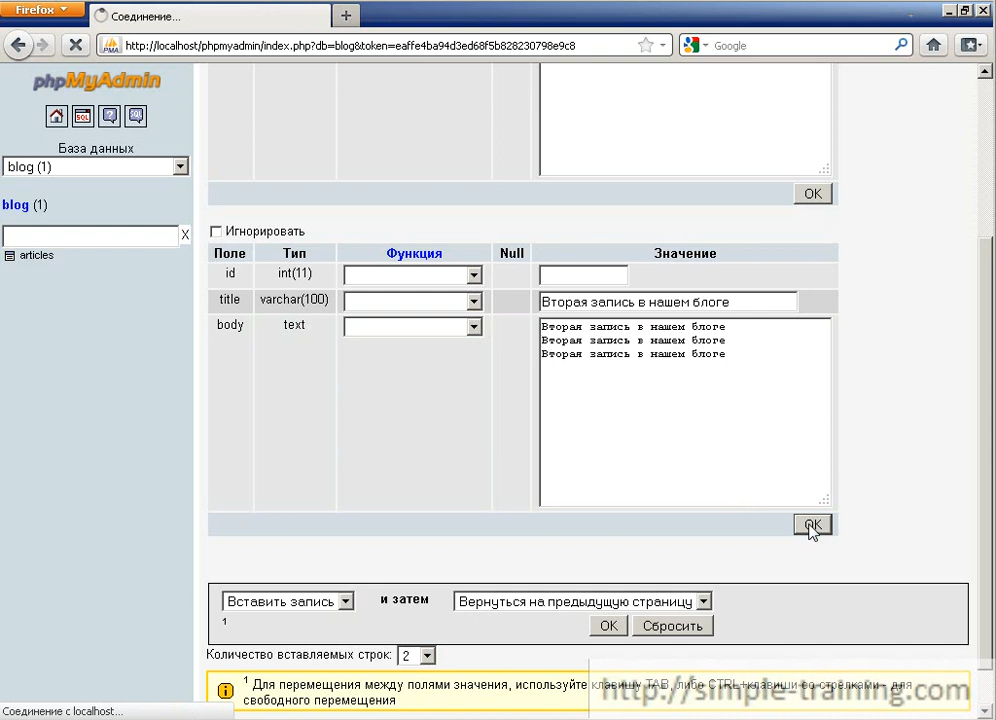 Firefox
Соединение...
http://localhost/phpmyadmin/index.php?db=blog&token=eaffe4ba94d3ed68f5b828230798e9c8
Google
phpMyAdmin
SQL
База данных
blog (1)
blog (1)
X
articles
OK
Игнорировать
Поле Тип Функция Null Значение
id int(11)
title varchar(100) Вторая запись в нашем блоге
body text
Вторая запись в нашем блоге
Вторая запись в нашем блоге
Вторая запись в нашем блоге
OK
Вставить запись и затем Вернуться на предыдущую страницу
1
OK Сбросить
Количество вставляемых строк: 2
1 Для перемещения между полями значения, используйте клавишу TAB, либо CTRL+клавиши со стрелками - для
свободного перемещения
http://simple-training.com
Соединение с localhost...